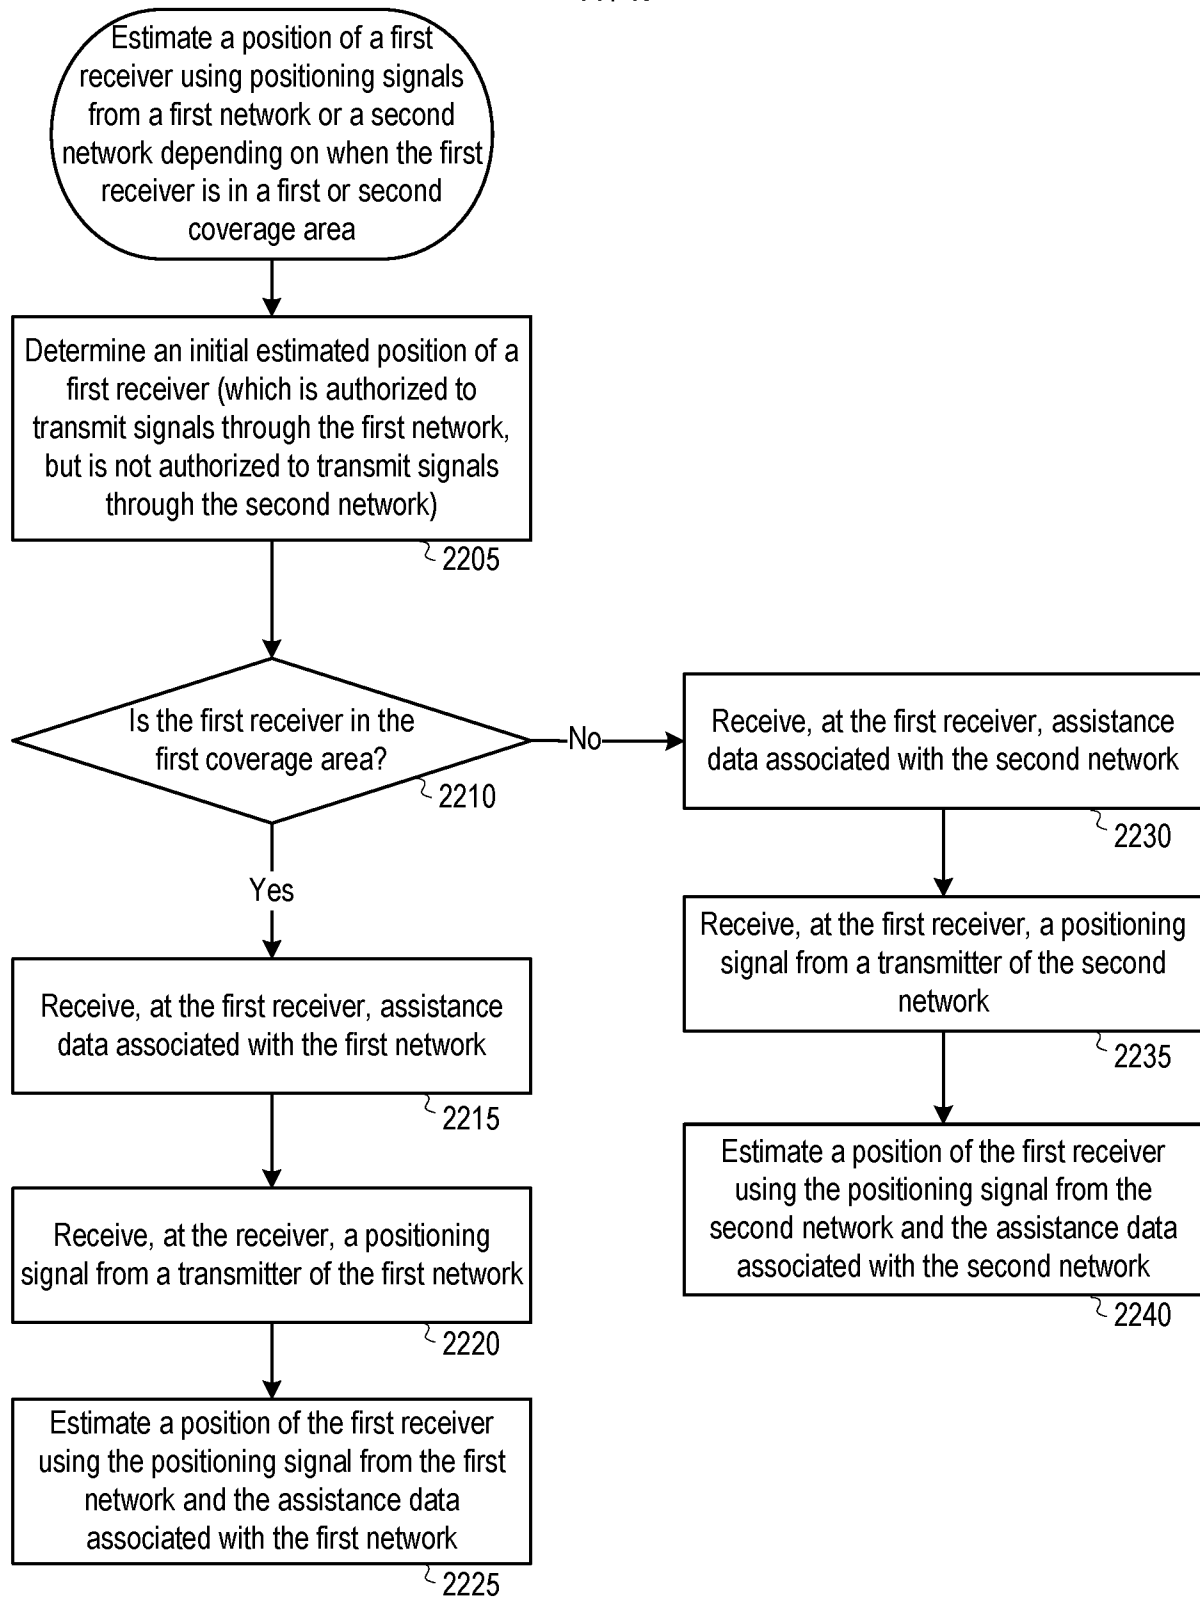 Estimate a position of a first
receiver using positioning signals
from a first network or a second
network depending on when the first
receiver is in a first or second
coverage area
Determine an initial estimated position of a
first receiver (which is authorized to
transmit signals through the first network,
but is not authorized to transmit signals
through the second network)
2205
Is the first receiver in the
first coverage area?
2210
No
Yes
Receive, at the first receiver, assistance
data associated with the first network
2215
Receive, at the receiver, a positioning
signal from a transmitter of the first network
2220
Estimate a position of the first receiver
using the positioning signal from the first
network and the assistance data
associated with the first network
2225
Receive, at the first receiver, assistance
data associated with the second network
2230
Receive, at the first receiver, a positioning
signal from a transmitter of the second
network
2235
Estimate a position of the first receiver
using the positioning signal from the
second network and the assistance data
associated with the second network
2240